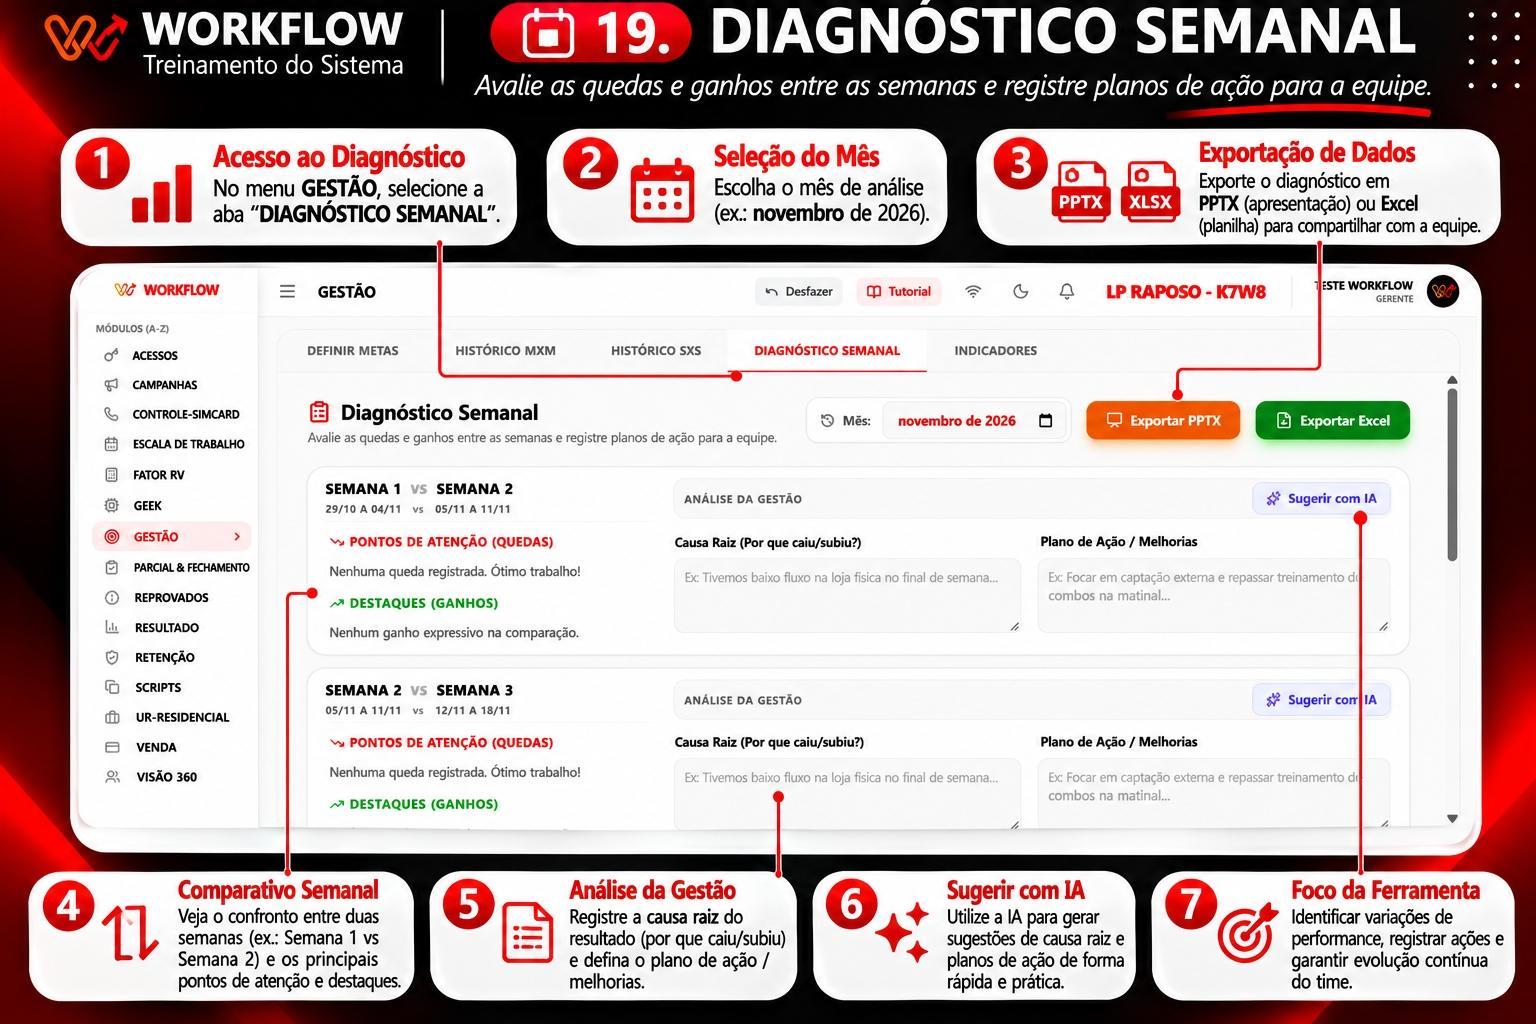 WORKFLOW
Treinamento do Sistema
19. DIAGNÓSTICO SEMANAL
Avalie as quedas e ganhos entre as semanas e registre planos de ação para a equipe.
1
Acesso ao Diagnóstico
No menu GESTÃO, selecione a
aba “DIAGNÓSTICO SEMANAL”.
2
Seleção do Mês
Escolha o mês de análise
(ex.: novembro de 2026).
3
PPTX
XLSX
Exportação de Dados
Exporte o diagnóstico em
PPTX (apresentação) ou Excel
(planilha) para compartilhar com a equipe.
WORKFLOW
GESTÃO
Desfazer
Tutorial
LP RAPOSO - K7W8
TESTE WORKFLOW
GERENTE
MÓDULOS (A-Z)
ACESSOS
CAMPANHAS
CONTROLE-SIMCARD
ESCALA DE TRABALHO
FATOR RV
GEEK
GESTÃO
PARCIAL & FECHAMENTO
REPROVADOS
RESULTADO
RETENÇÃO
SCRIPTS
UR-RESIDENCIAL
VENDA
VISÃO 360
DEFINIR METAS
HISTÓRICO MXM
HISTÓRICO SXS
DIAGNÓSTICO SEMANAL
INDICADORES
Diagnóstico Semanal
Avalie as quedas e ganhos entre as semanas e registre planos de ação para a equipe.
Mês:
novembro de 2026
Exportar PPTX
Exportar Excel
SEMANA 1 VS SEMANA 2
29/10 A 04/11 vs 05/11 A 11/11
PONTOS DE ATENÇÃO (QUEDAS)
Nenhuma queda registrada. Ótimo trabalho!
DESTAQUES (GANHOS)
Nenhum ganho expressivo na comparação.
ANÁLISE DA GESTÃO
Sugerir com IA
Causa Raiz (Por que caiu/subiu?)
Ex: Tivemos baixo fluxo na loja fisica no final de semana...
Plano de Ação / Melhorias
Ex: Focar em captação externa e repassar treinamento do
combos na matinal...
SEMANA 2 VS SEMANA 3
05/11 A 11/11 vs 12/11 A 18/11
PONTOS DE ATENÇÃO (QUEDAS)
Nenhuma queda registrada. Ótimo trabalho!
DESTAQUES (GANHOS)
ANÁLISE DA GESTÃO
Sugerir com IA
Causa Raiz (Por que caiu/subiu?)
Ex: Tivemos baixo fluxo na loja fisica no final de semana...
Plano de Ação / Melhorias
Ex: Focar em captação externa e repassar treinamento de
combos na matinal...
4
Comparativo Semanal
Veja o confronto entre duas
semanas (ex.: Semana 1 vs
Semana 2) e os principais
pontos de atenção e destaques.
5
Análise da Gestão
Registre a causa raiz do
resultado (por que caiu/subiu)
e defina o plano de ação /
melhorias.
6
Sugerir com IA
Utilize a IA para gerar
sugestões de causa raiz e
planos de ação de forma
rápida e prática.
7
Foco da Ferramenta
Identificar variações de
performance, registrar ações e
garantir evolução contínua
do time.